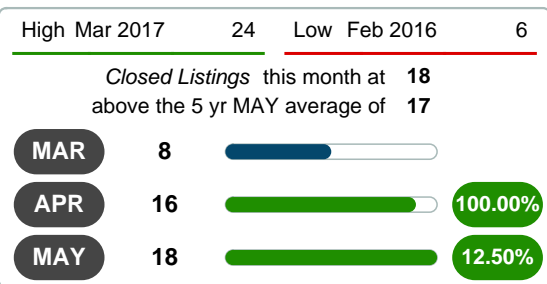 High Mar 2017 24 Low Feb 2016 6
Closed Listings this month at 18
above the 5 yr MAY average of 17
MAR 8
APR 16 100.00%
MAY 18 12.50%